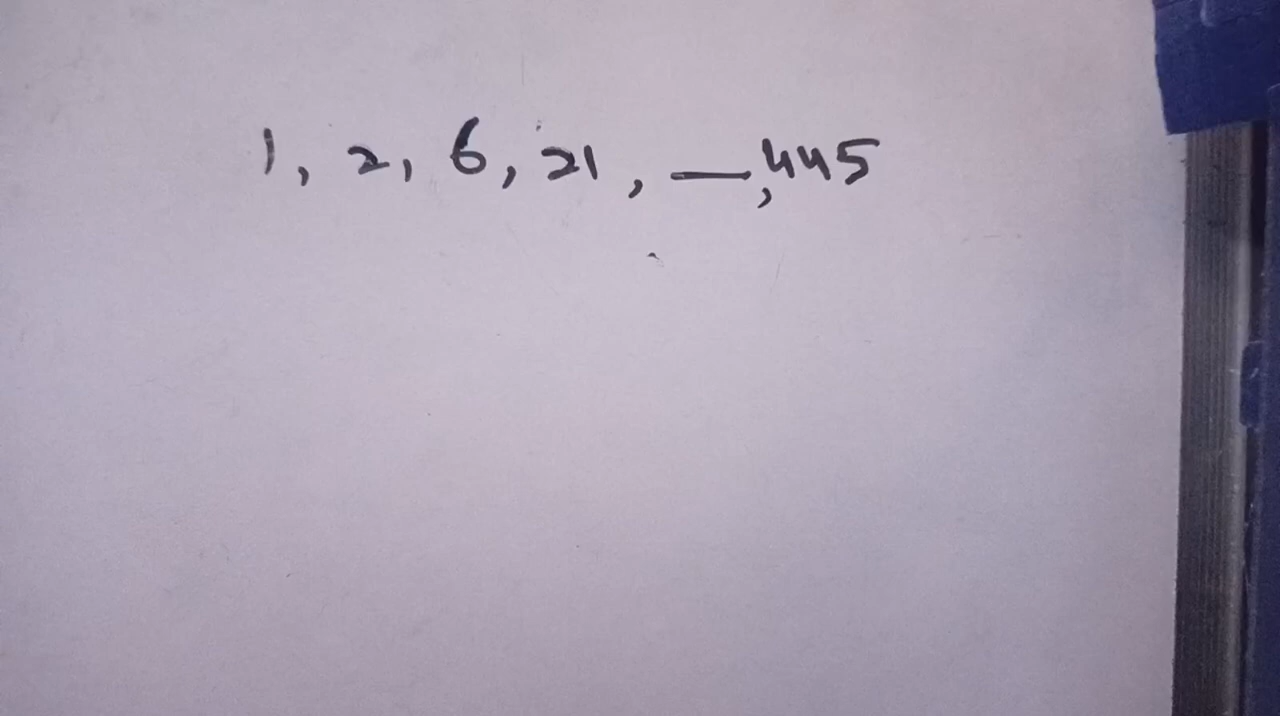 1, 2, 6, 21, —, 445